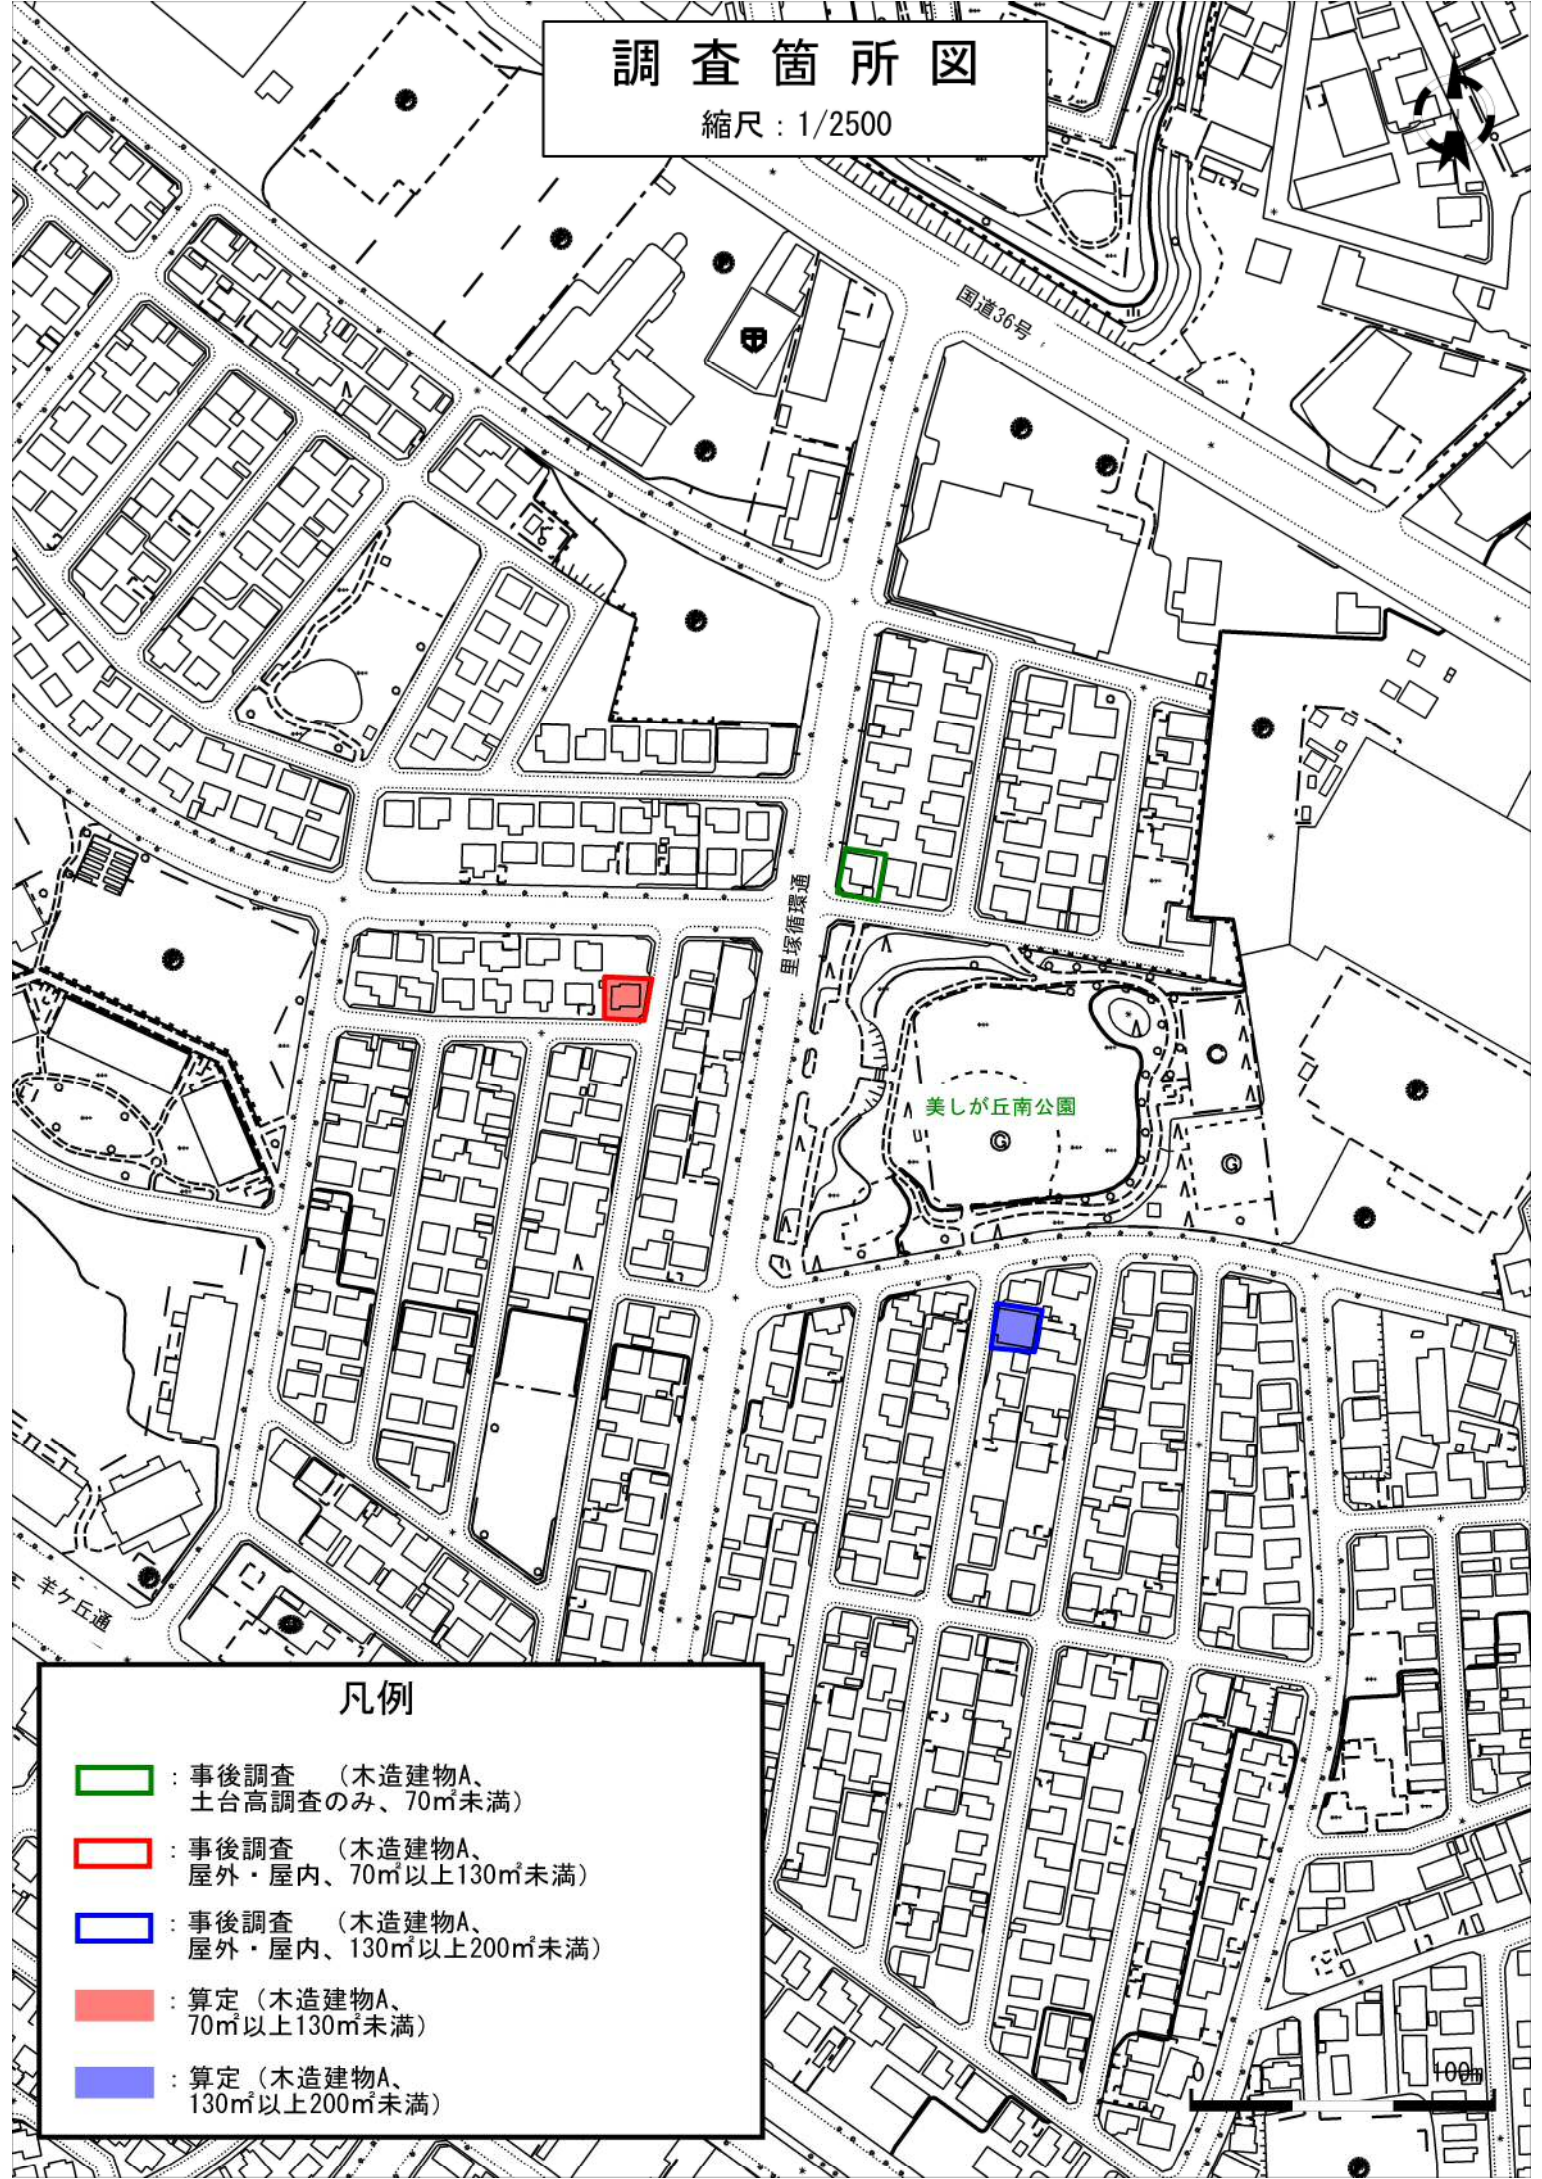 調査箇所図
縮尺：1/2500
国道36号
里塚循環通
美しが丘南公園
G
G
羊ケ丘通
凡例
：事後調査　（木造建物A、
土台高調査のみ、70㎡未満）
：事後調査　（木造建物A、
屋外・屋内、70㎡以上130㎡未満）
：事後調査　（木造建物A、
屋外・屋内、130㎡以上200㎡未満）
：算定（木造建物A、
70㎡以上130㎡未満）
：算定（木造建物A、
130㎡以上200㎡未満）
0 100m